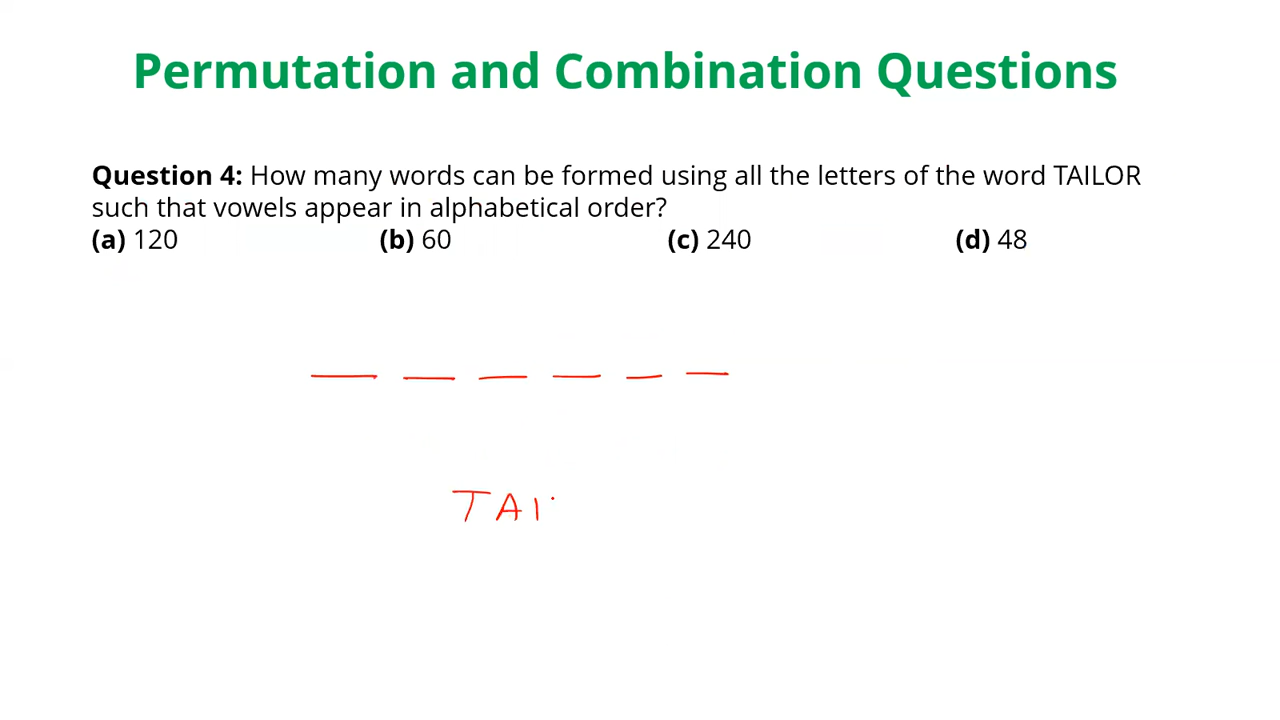 Permutation and Combination Questions
Question 4: How many words can be formed using all the letters of the word TAILOR
such that vowels appear in alphabetical order?
(a) 120 (b) 60 (c) 240 (d) 48
TAI